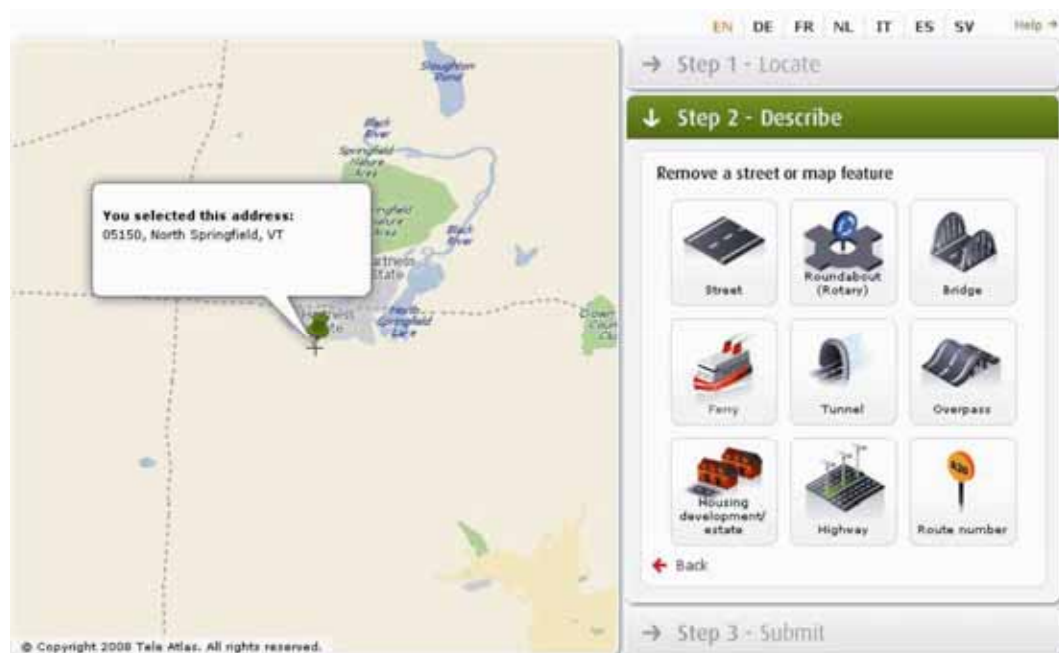 EN DE FR NL IT ES SV Help
Step 1 - Locate
Step 2 - Describe
Remove a street or map feature
Street
Roundabout
(Rotary)
Bridge
Ferry
Tunnel
Overpass
Housing
development/
estate
Highway
Route number
Back
Step 3 - Submit
Stoughton
Pond
Black
River
Springfield
Nature
Area
Nature
Area
Black
River
You selected this address:
05150, North Springfield, VT
North
Springfield
Lake
© Copyright 2008 Tele Atlas. All rights reserved.